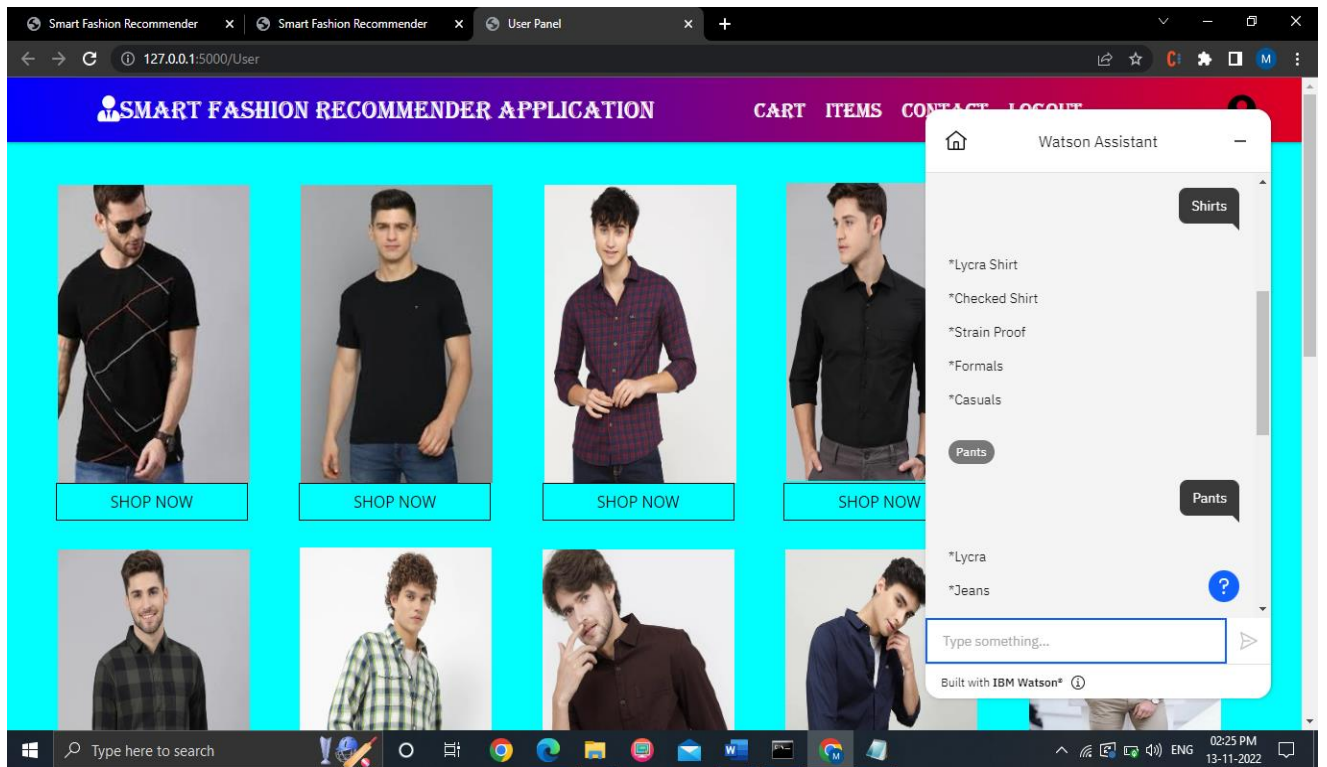 Smart Fashion Recommender
Smart Fashion Recommender
User Panel
127.0.0.1:5000/User
M
SMART FASHION RECOMMENDER APPLICATION
CART ITEMS CONTACT LOGOUT
Watson Assistant
Shirts
*Lycra Shirt
*Checked Shirt
*Strain Proof
*Formals
*Casuals
Pants
Pants
*Lycra
*Jeans
?
SHOP NOW
SHOP NOW
SHOP NOW
SHOP NOW
Type something...
Built with IBM Watson®
Type here to search
ENG
02:25 PM
13-11-2022